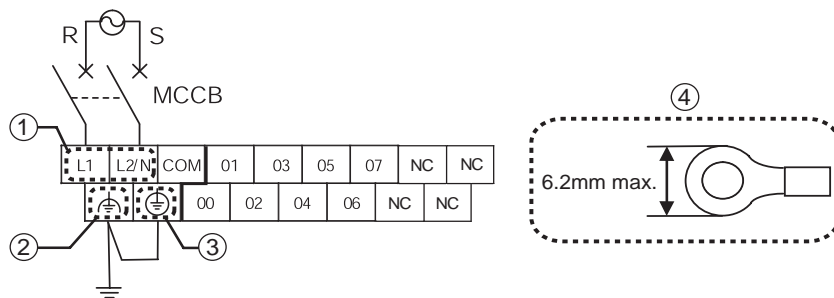 R S
MCCB
①
L1 L2/N COM 01 03 05 07 NC NC
00 02 04 06 NC NC
② ③
④
6.2mm max.